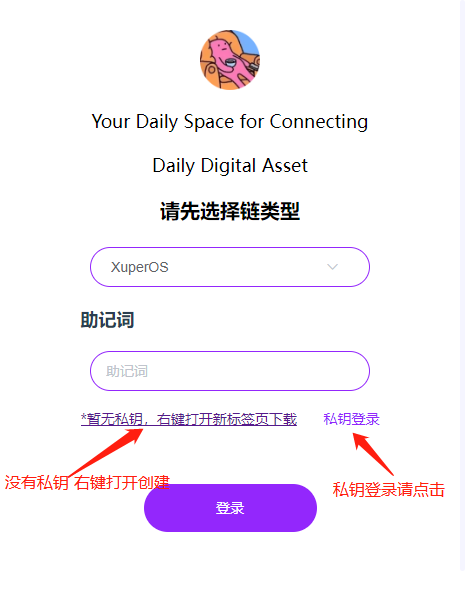 Your Daily Space for Connecting
Daily Digital Asset
请先选择链类型
XuperOS
助记词
助记词
*暂无私钥，右键打开新标签页下载 私钥登录
没有私钥 右键打开创建
私钥登录请点击
登录